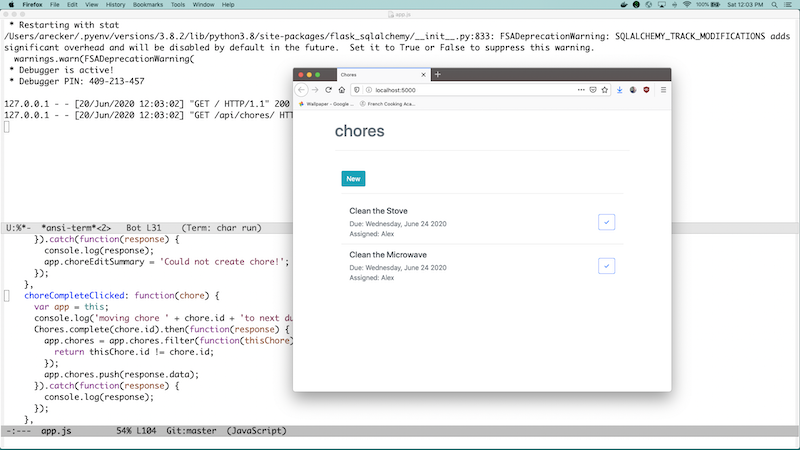 Firefox File Edit View History Bookmarks Tools Window Help 100% Sat 12:03 PM
app.js
* Restarting with stat
/Users/arecker/.pyenv/versions/3.8.2/lib/python3.8/site-packages/flask_sqlalchemy/__init__.py:833: FSADeprecationWarning: SQLALCHEMY_TRACK_MODIFICATIONS adds
significant overhead and will be disabled by default in the future.  Set it to True or False to suppress this warning.
warnings.warn(FSADeprecationWarning(
* Debugger is active!
* Debugger PIN: 409-213-457
127.0.0.1 - - [20/Jun/2020 12:03:02] "GET / HTTP/1.1" 200
127.0.0.1 - - [20/Jun/2020 12:03:02] "GET /api/chores/ HTT
U:%*-  *ansi-term*<2>   Bot L31    (Term: char run)
}).catch(function(response) {
console.log(response);
app.choreEditSummary = 'Could not create chore!';
});
},
choreCompleteClicked: function(chore) {
var app = this;
console.log('moving chore ' + chore.id + 'to next du
Chores.complete(chore.id).then(function(response) {
app.chores = app.chores.filter(function(thisChore)
return thisChore.id != chore.id;
});
app.chores.push(response.data);
}).catch(function(response) {
console.log(response);
});
},
-:---  app.js         54% L104  Git:master  (JavaScript)
Chores
localhost:5000
Wallpaper – Google ... French Cooking Aca...
chores
New
Clean the Stove
Due: Wednesday, June 24 2020
Assigned: Alex
Clean the Microwave
Due: Wednesday, June 24 2020
Assigned: Alex